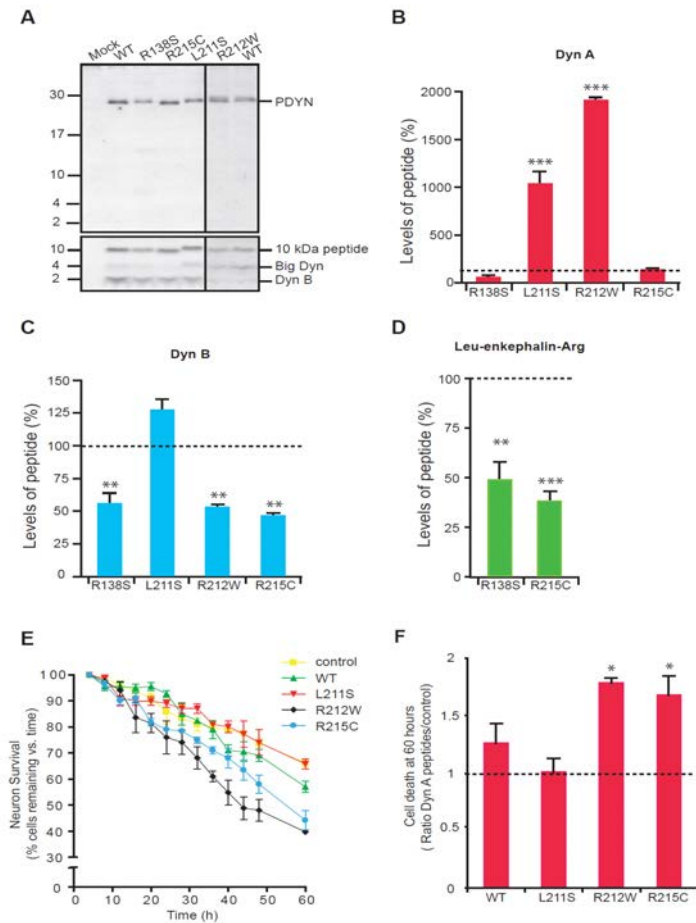 A
Mock
WT
R138S
R215C
L211S
R212W
WT
30
17
10
4
2
PDYN
10
4
2
10 kDa peptide
Big Dyn
Dyn B
B
Dyn A
Levels of peptide (%)
2000
1000
500
0
***
***
R138S L211S R212W R215C
C
Dyn B
Levels of peptide (%)
150
125
100
75
50
25
0
**
**
**
R138S L211S R212W R215C
D
Leu-enkephalin-Arg
Levels of peptide (%)
100
75
50
25
0
**
***
R138S R215C
E
control
WT
L211S
R212W
R215C
Neuron Survival
(% cells remaining vs. time)
100
90
80
70
60
50
40
30
0
0 10 20 30 40 50 60
Time (h)
F
Cell death at 60 hours
( Ratio Dyn A peptides/control)
2
1.5
1
0.5
0
*
*
WT L211S R212W R215C